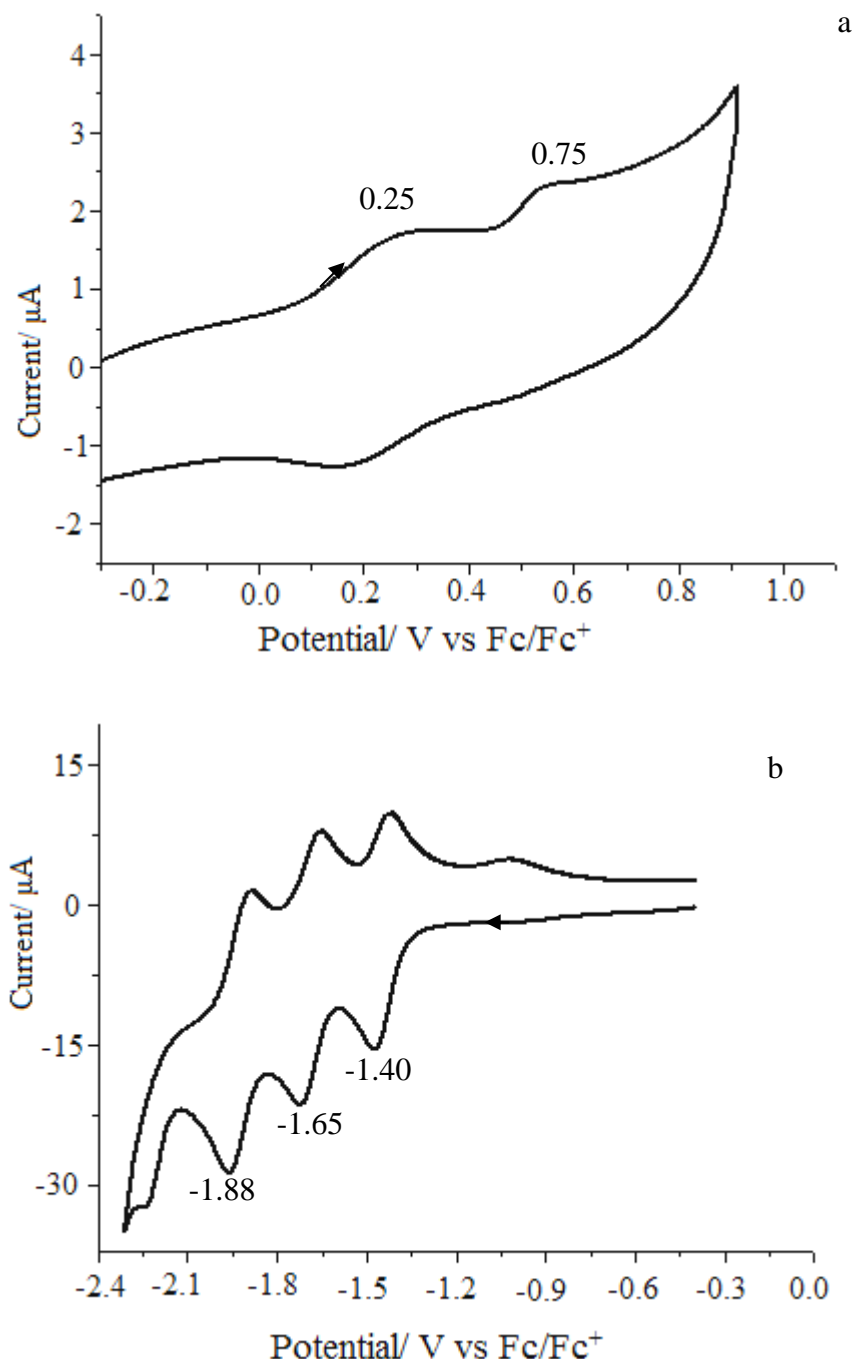 a
4
3
2
1
0
-1
-2
0.25
0.75
Current/ μA
-0.2 0.0 0.2 0.4 0.6 0.8 1.0
Potential/ V vs Fc/Fc⁺
b
15
0
-15
-30
-1.40
-1.65
-1.88
Current/ μA
-2.4 -2.1 -1.8 -1.5 -1.2 -0.9 -0.6 -0.3 0.0
Potential/ V vs Fc/Fc⁺